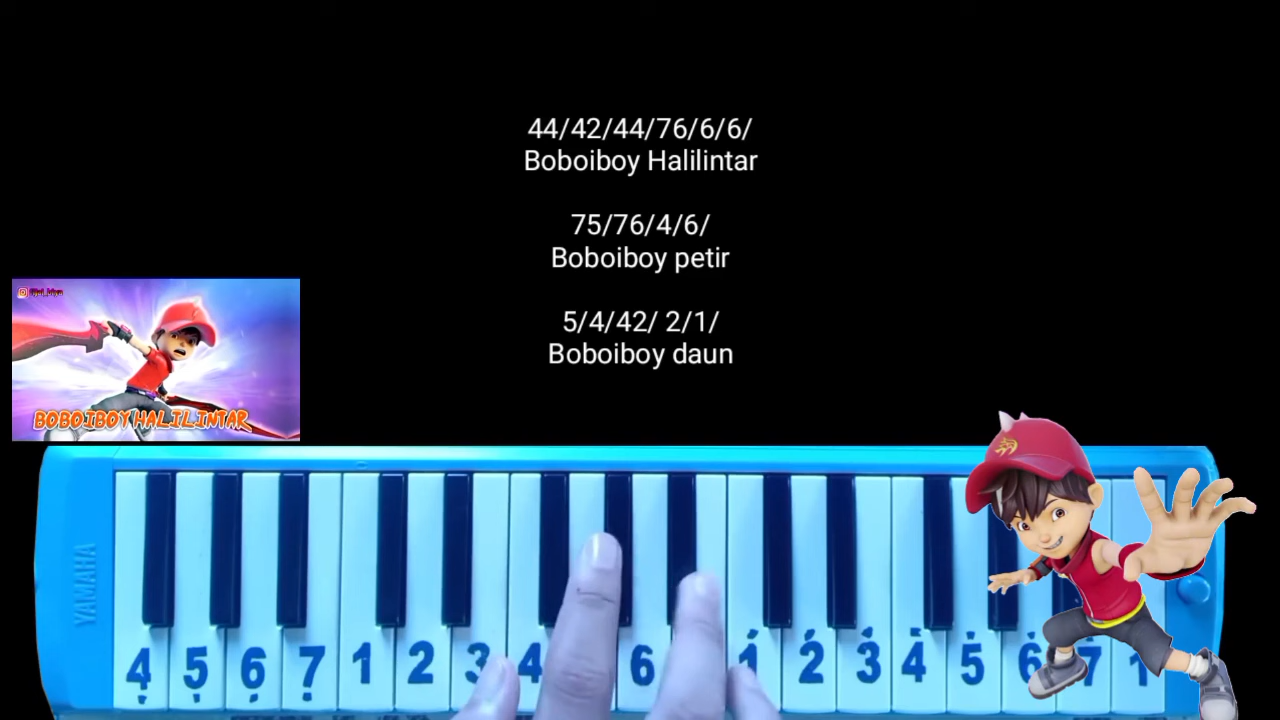 44/42/44/76/6/6/
Boboiboy Halilintar
75/76/4/6/
Boboiboy petir
5/4/42/ 2/1/
Boboiboy daun
BOBOIBOY HALILINTAR
YAMAHA
4 5 6 7 1 2 3 4 6 1 2 3 4 5 6 7 1